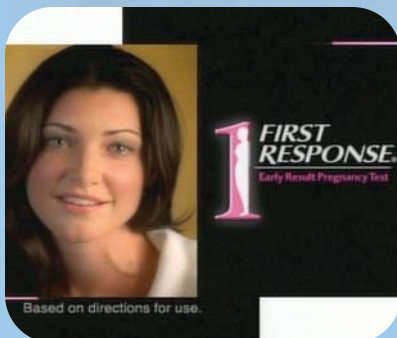 1 FIRST
RESPONSE®
Early Result Pregnancy Test
Based on directions for use.